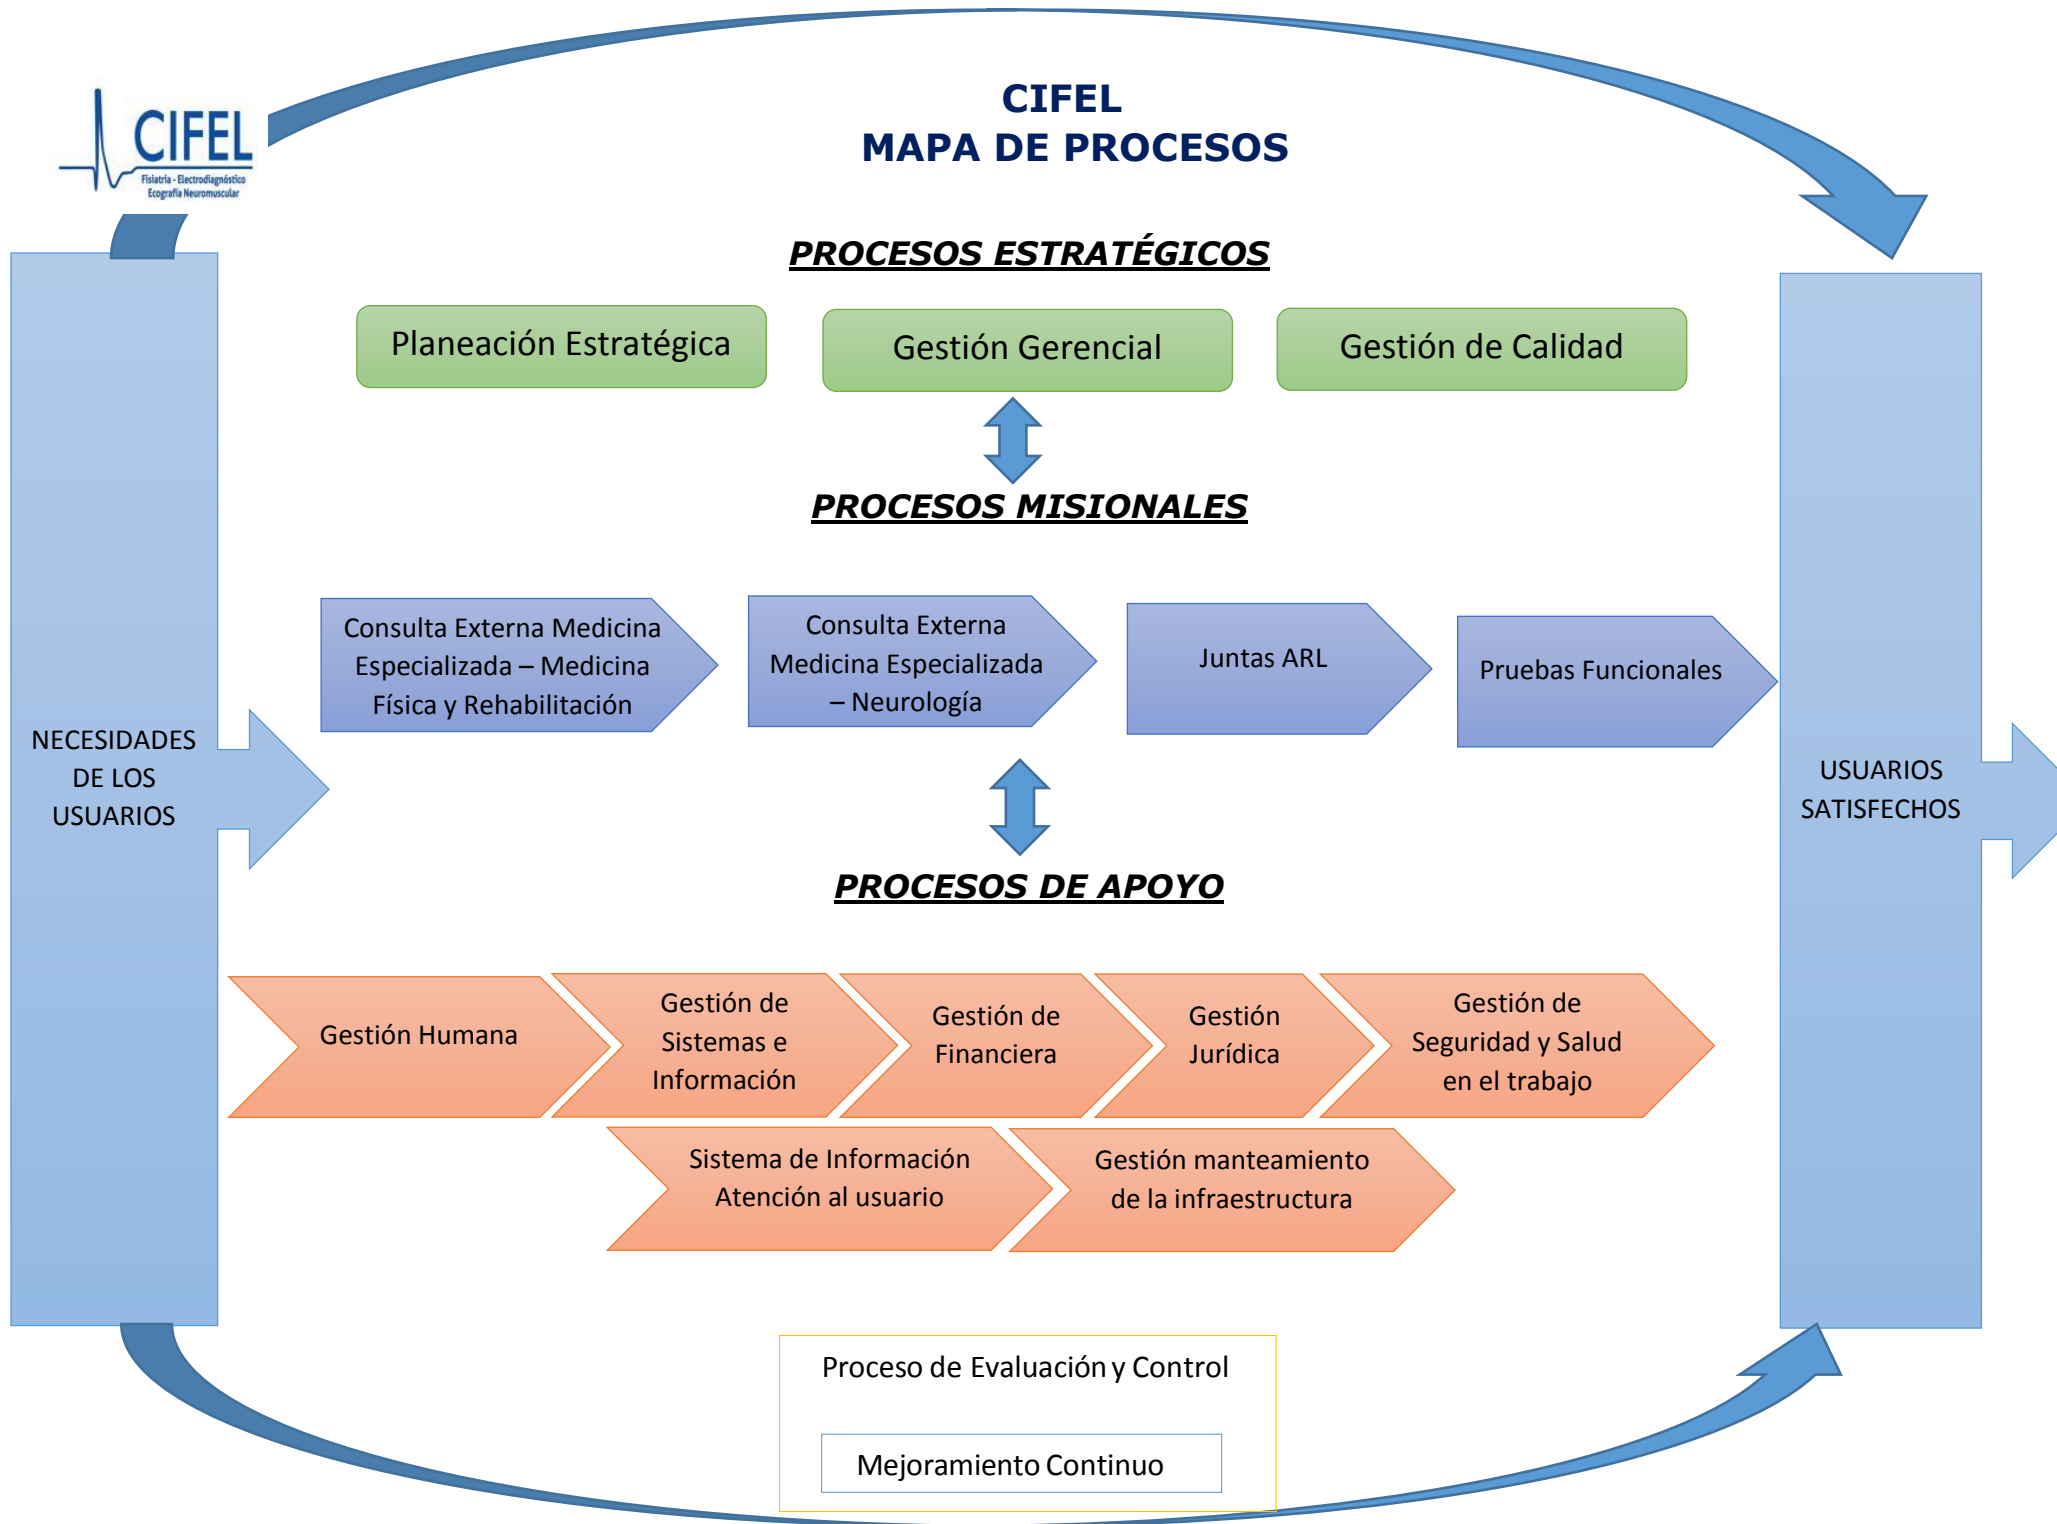 CIFEL
Fisiatría - Electrodiagnóstico
Ecografía Neuromuscular
CIFEL
MAPA DE PROCESOS
PROCESOS ESTRATÉGICOS
Planeación Estratégica
Gestión Gerencial
Gestión de Calidad
PROCESOS MISIONALES
Consulta Externa Medicina
Especializada – Medicina
Física y Rehabilitación
Consulta Externa
Medicina Especializada
– Neurología
Juntas ARL
Pruebas Funcionales
NECESIDADES
DE LOS
USUARIOS
USUARIOS
SATISFECHOS
PROCESOS DE APOYO
Gestión Humana
Gestión de
Sistemas e
Información
Gestión de
Financiera
Gestión
Jurídica
Gestión de
Seguridad y Salud
en el trabajo
Sistema de Información
Atención al usuario
Gestión manteamiento
de la infraestructura
Proceso de Evaluación y Control
Mejoramiento Continuo